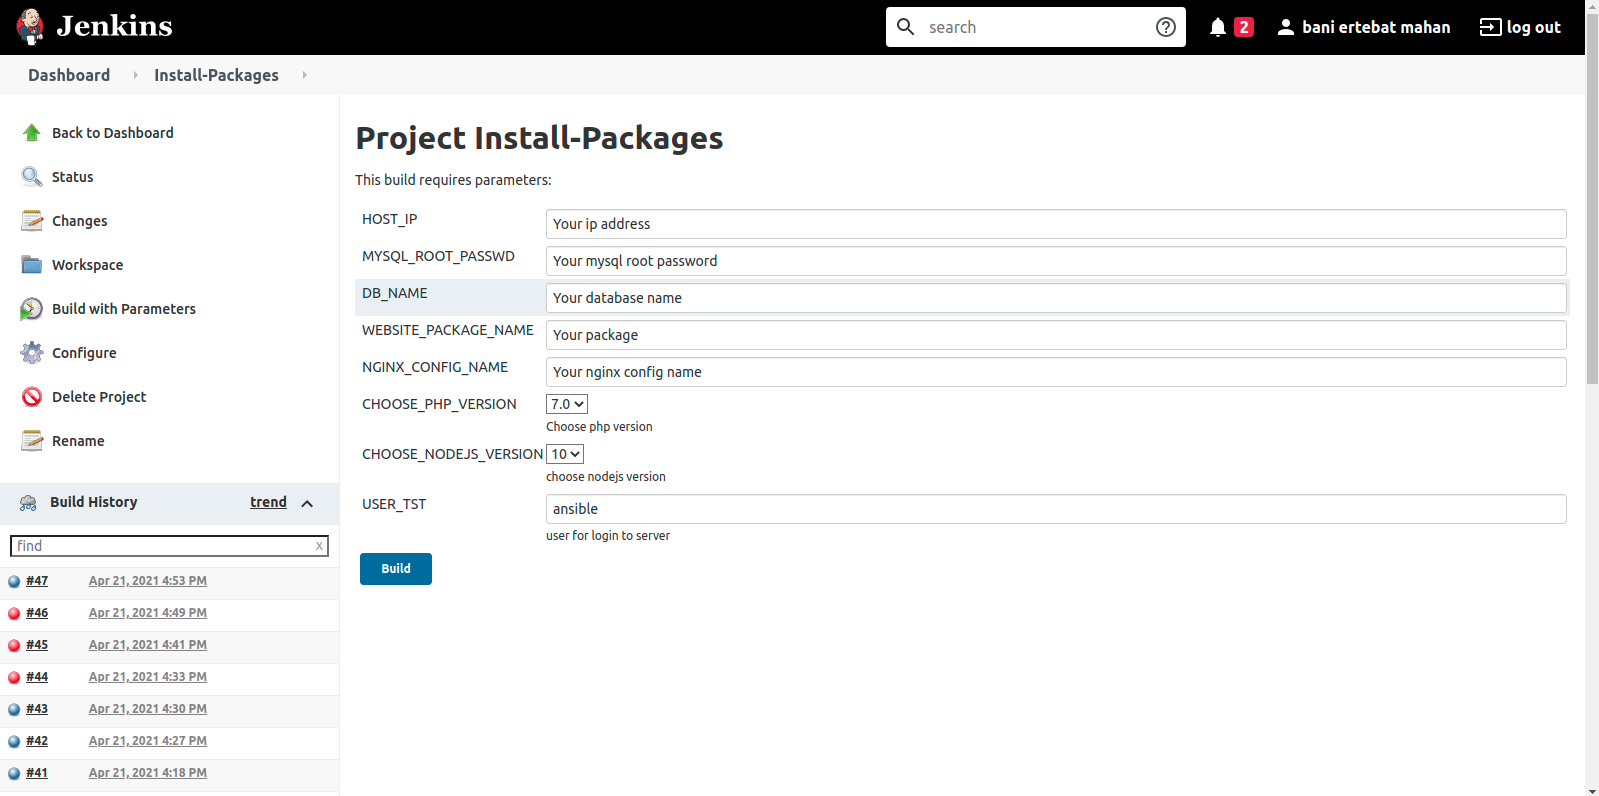 Jenkins
search
2
bani ertebat mahan
log out
Dashboard
Install-Packages
Back to Dashboard
Status
Changes
Workspace
Build with Parameters
Configure
Delete Project
Rename
Build History
trend
find
x
#47 Apr 21, 2021 4:53 PM
#46 Apr 21, 2021 4:49 PM
#45 Apr 21, 2021 4:41 PM
#44 Apr 21, 2021 4:33 PM
#43 Apr 21, 2021 4:30 PM
#42 Apr 21, 2021 4:27 PM
#41 Apr 21, 2021 4:18 PM
Project Install-Packages
This build requires parameters:
HOST_IP Your ip address
MYSQL_ROOT_PASSWD Your mysql root password
DB_NAME Your database name
WEBSITE_PACKAGE_NAME Your package
NGINX_CONFIG_NAME Your nginx config name
CHOOSE_PHP_VERSION 7.0
Choose php version
CHOOSE_NODEJS_VERSION 10
choose nodejs version
USER_TST ansible
user for login to server
Build